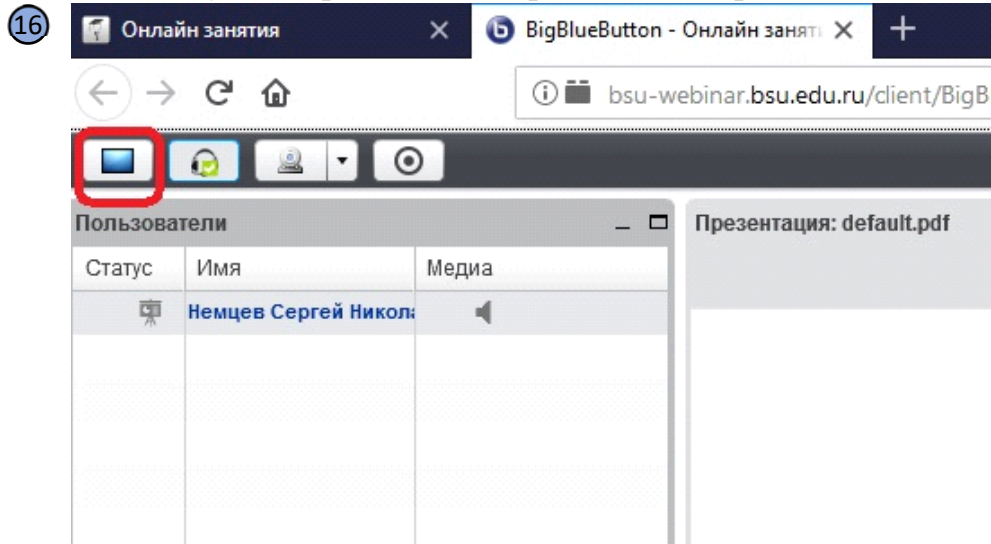 16
Онлайн занятия
BigBlueButton - Онлайн занят
bsu-webinar.bsu.edu.ru/client/BigB
Пользователи
Презентация: default.pdf
Статус Имя Медиа
Немцев Сергей Никола